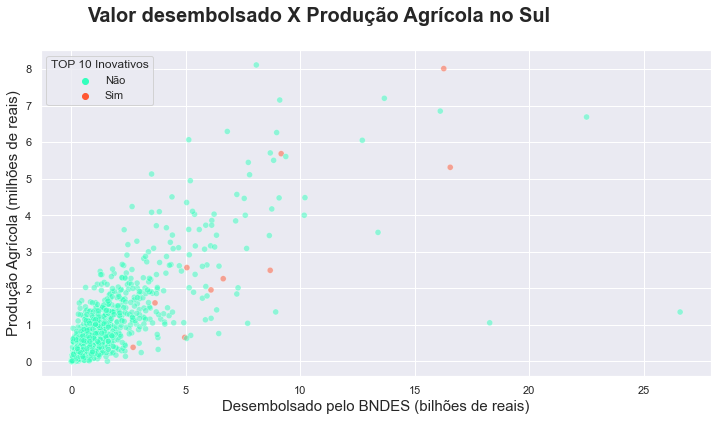 Valor desembolsado X Produção Agrícola no Sul
TOP 10 Inovativos
Não
Sim
8
7
6
5
4
3
2
1
0
Produção Agrícola (milhões de reais)
0 5 10 15 20 25
Desembolsado pelo BNDES (bilhões de reais)